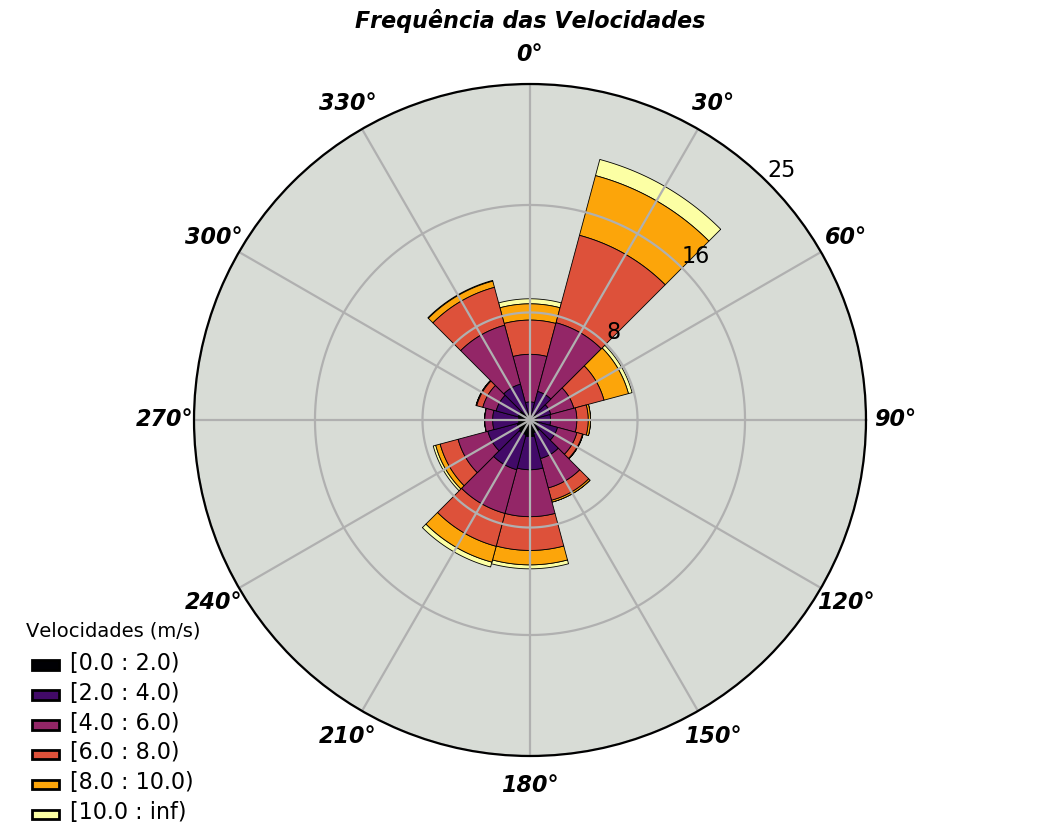 Frequência das Velocidades
0°
330°
30°
25
300°
60°
16
8
270°
90°
240°
120°
210°
150°
180°
Velocidades (m/s)
[0.0 : 2.0)
[2.0 : 4.0)
[4.0 : 6.0)
[6.0 : 8.0)
[8.0 : 10.0)
[10.0 : inf)